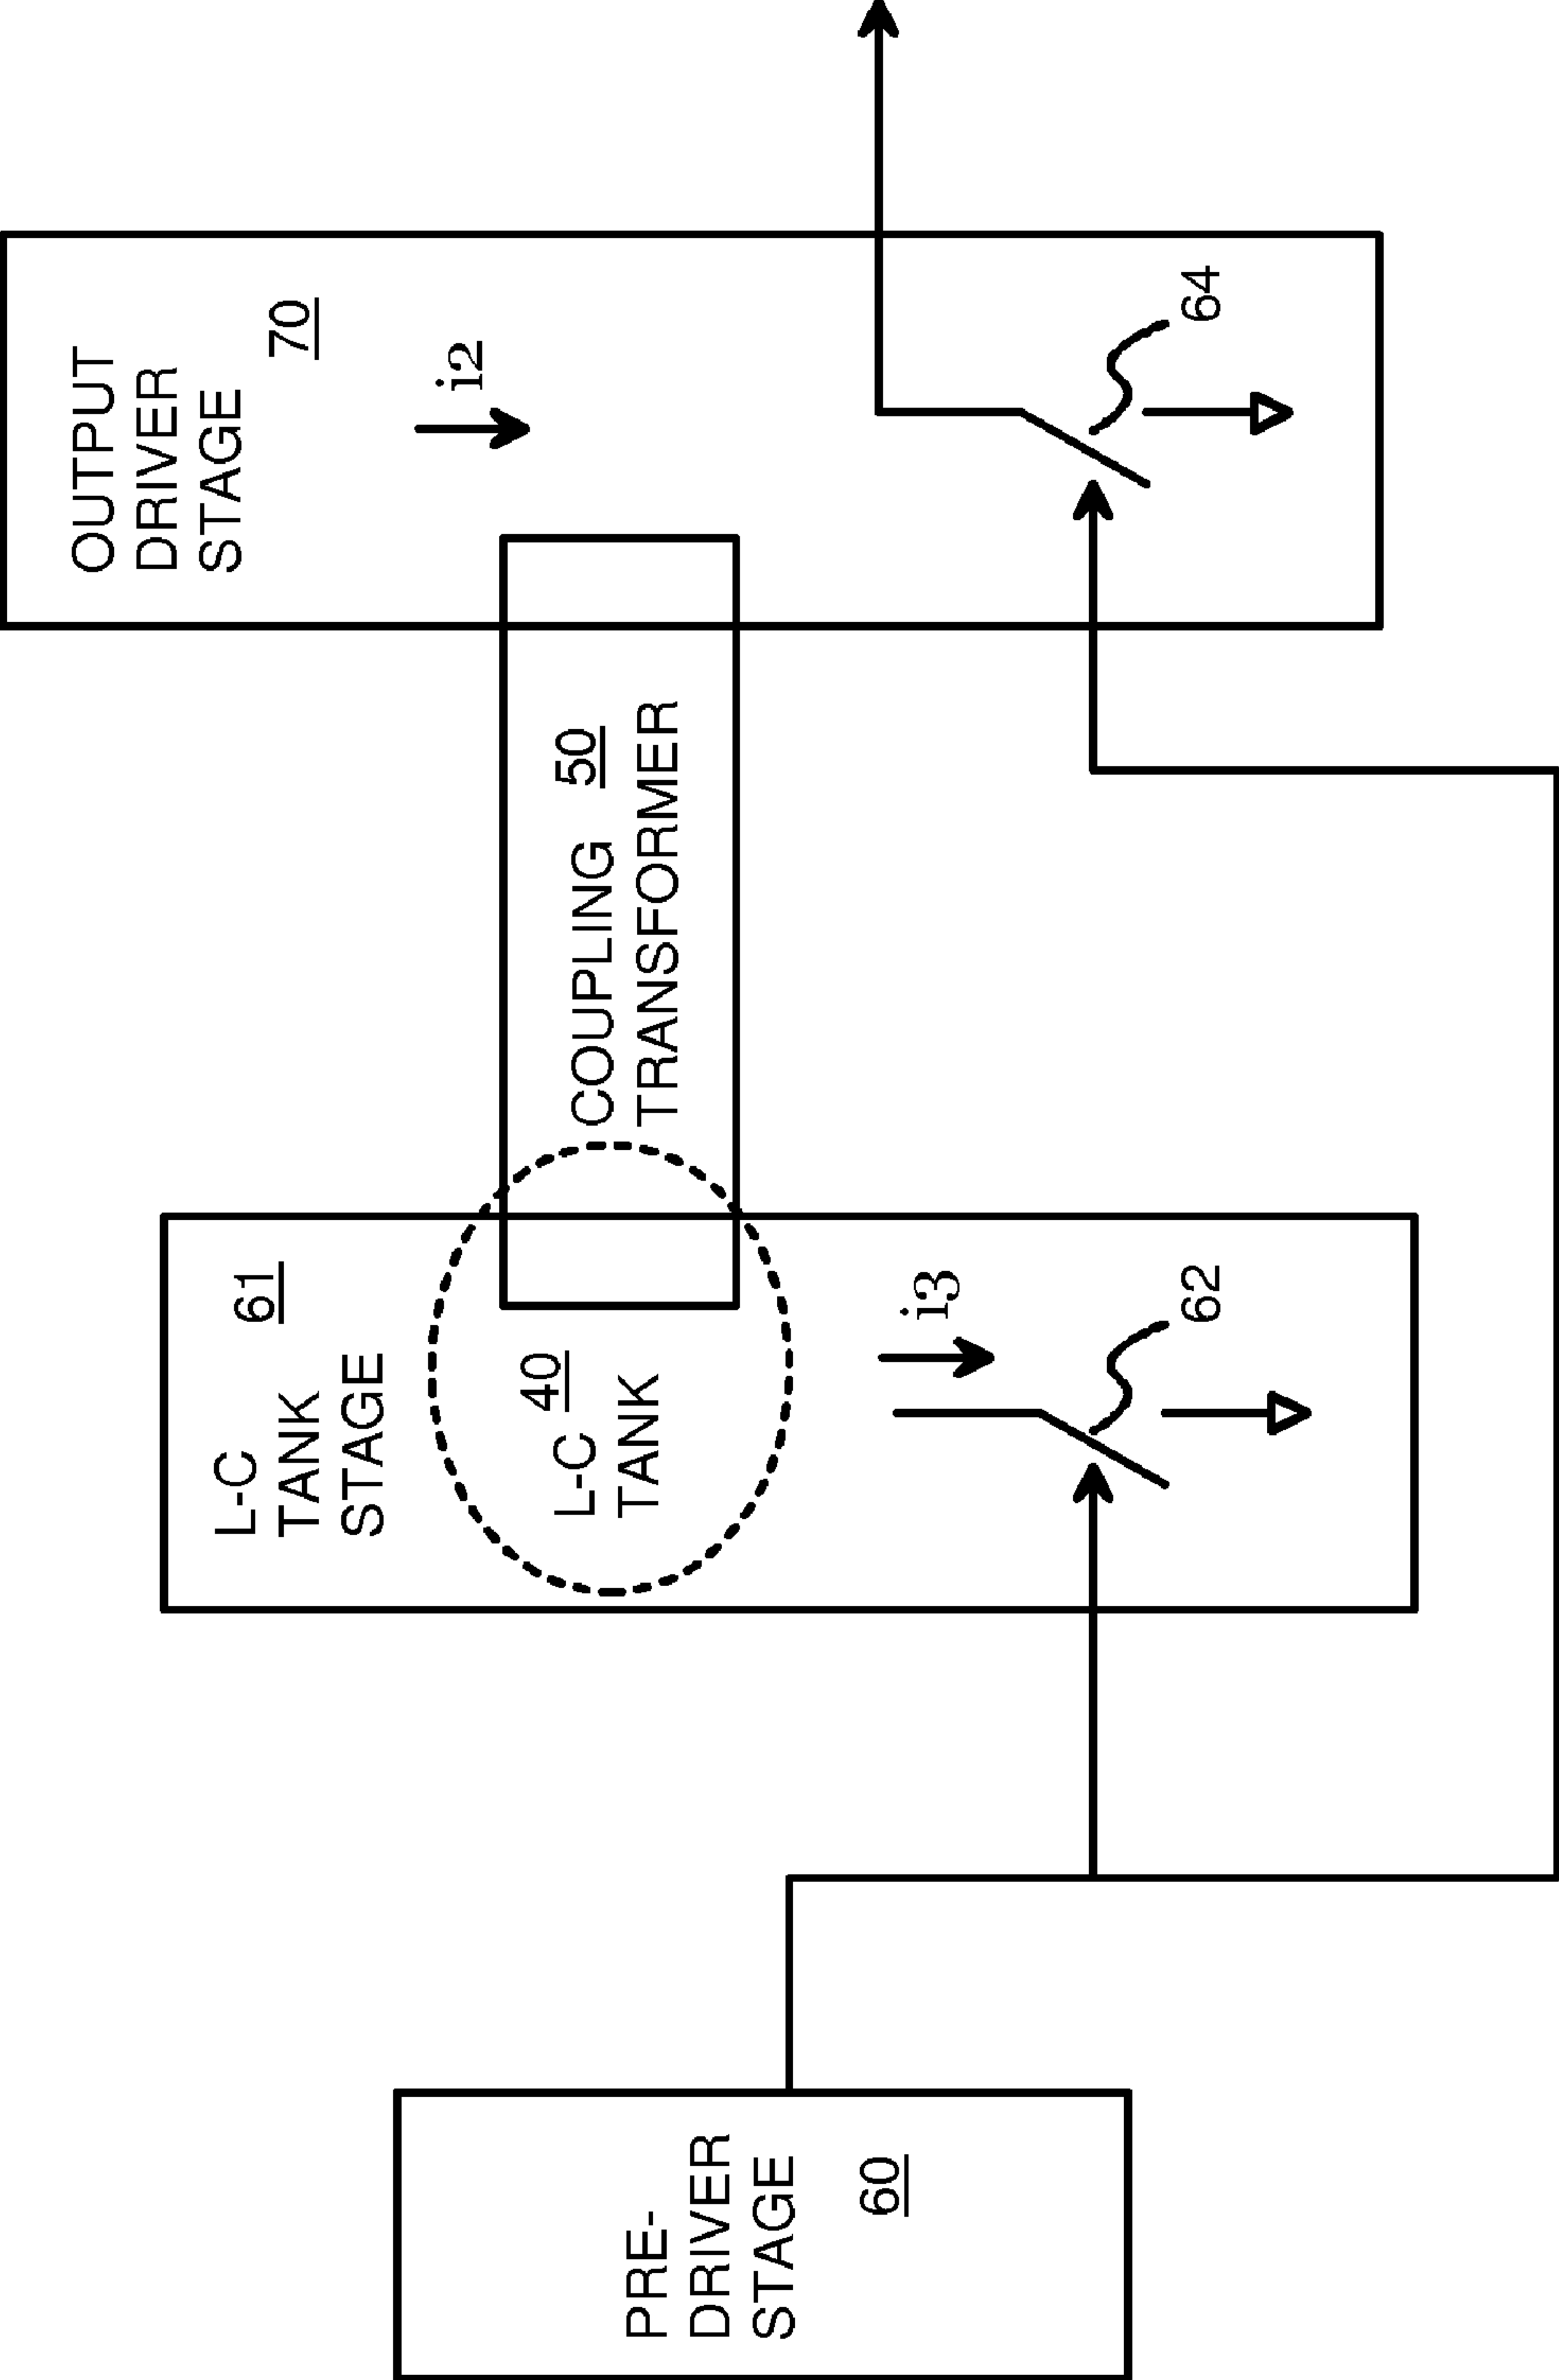 PRE-
DRIVER
STAGE
60
L-C
TANK
STAGE
61
40
L-C
TANK
i3
62
COUPLING 50
TRANSFORMER
OUTPUT
DRIVER
STAGE
70
i2
64